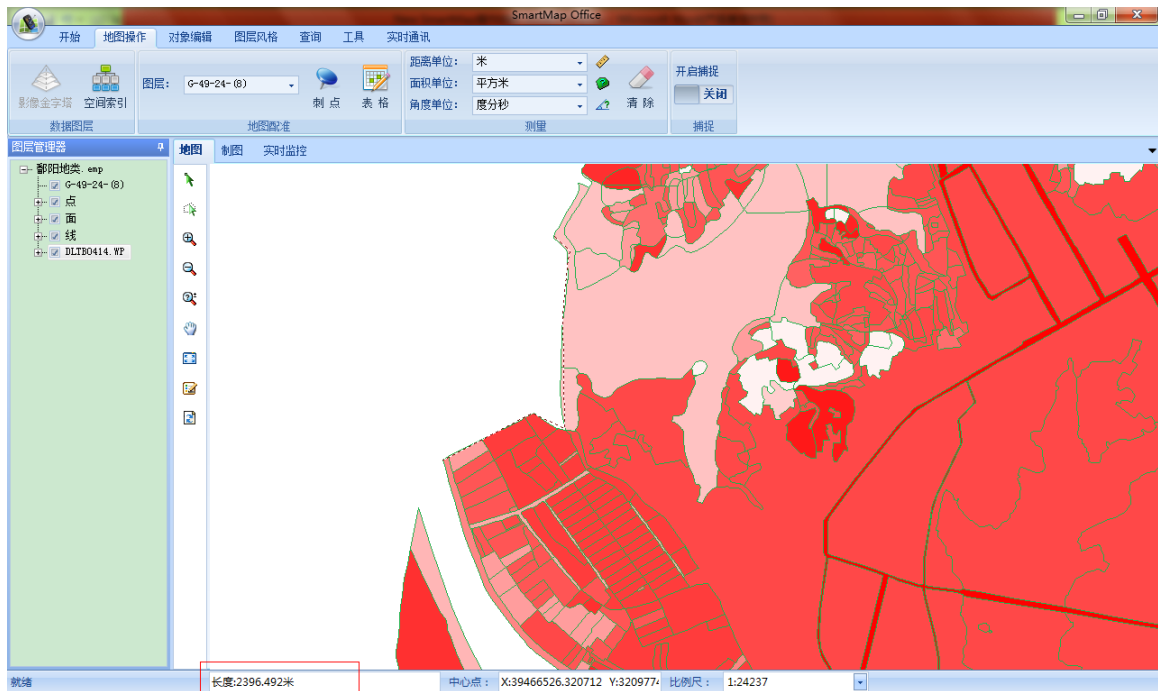 SmartMap Office
开始 地图操作 对象编辑 图层风格 查询 工具 实时通讯
影像金字塔 空间索引
数据图层
图层： G-49-24-(8)
刺 点 表 格
地图配准
距离单位： 米
面积单位： 平方米
角度单位： 度分秒
清 除
测量
开启捕捉
关闭
捕捉
图层管理器
地图 制图 实时监控
鄱阳地类.emp
G-49-24-(8)
点
面
线
DLTB0414.WP
就绪 长度:2396.492米 中心点： X:39466526.320712 Y:3209774 比例尺： 1:24237